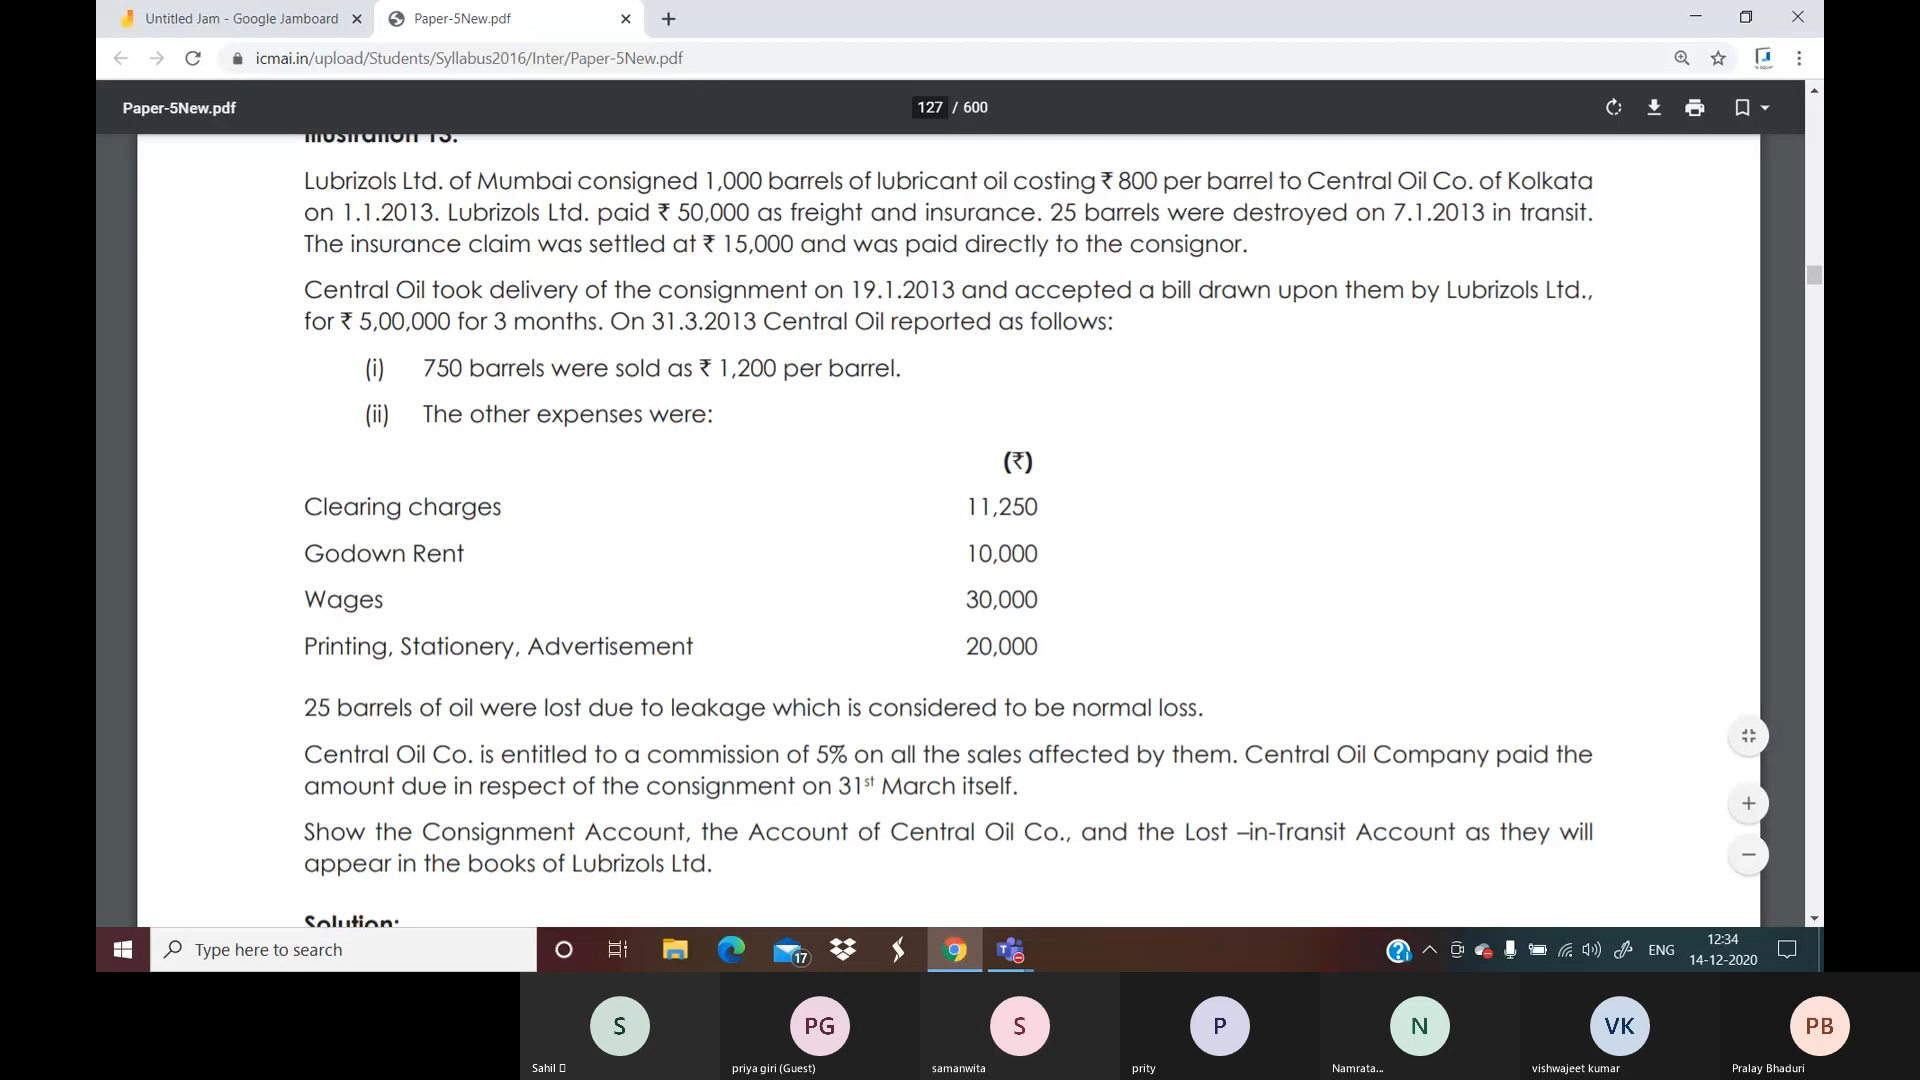 Untitled Jam - Google Jamboard
Paper-5New.pdf
icmai.in/upload/Students/Syllabus2016/Inter/Paper-5New.pdf
Paper-5New.pdf
127 / 600
Illustration 13:
Lubrizols Ltd. of Mumbai consigned 1,000 barrels of lubricant oil costing ₹ 800 per barrel to Central Oil Co. of Kolkata
on 1.1.2013. Lubrizols Ltd. paid ₹ 50,000 as freight and insurance. 25 barrels were destroyed on 7.1.2013 in transit.
The insurance claim was settled at ₹ 15,000 and was paid directly to the consignor.
Central Oil took delivery of the consignment on 19.1.2013 and accepted a bill drawn upon them by Lubrizols Ltd.,
for ₹ 5,00,000 for 3 months. On 31.3.2013 Central Oil reported as follows:
(i) 750 barrels were sold as ₹ 1,200 per barrel.
(ii) The other expenses were:
(₹)
Clearing charges 11,250
Godown Rent 10,000
Wages 30,000
Printing, Stationery, Advertisement 20,000
25 barrels of oil were lost due to leakage which is considered to be normal loss.
Central Oil Co. is entitled to a commission of 5% on all the sales affected by them. Central Oil Company paid the
amount due in respect of the consignment on 31st March itself.
Show the Consignment Account, the Account of Central Oil Co., and the Lost –in-Transit Account as they will
appear in the books of Lubrizols Ltd.
Solution:
Type here to search
17
ENG
12:34
14-12-2020
S
PG
S
P
N
VK
PB
Sahil
priya giri (Guest)
samanwita
prity
Namrata...
vishwajeet kumar
Pralay Bhaduri